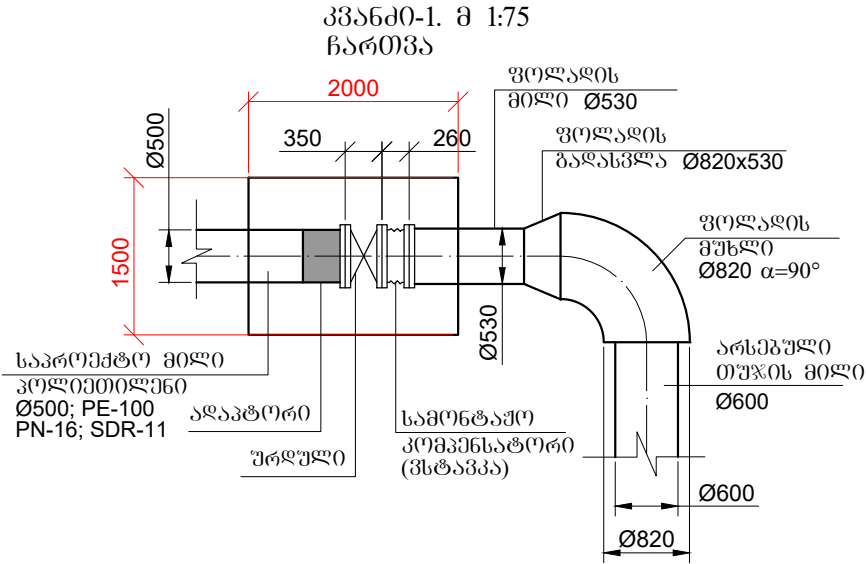 კვანძი-1. მ 1:75
ჩართვა
2000
350
260
Ø500
1500
ფოლადის
მილი Ø530
ფოლადის
გადასვლა Ø820x530
ფოლადის
მუხლი
Ø820 α=90°
Ø530
არსებული
თუჯის მილი
Ø600
საპროექტო მილი
პოლიეთილენი
Ø500; PE-100
PN-16; SDR-11
ადაპტორი
ურდული
სამონტაჟო
კომპენსატორი
(ვსტავკა)
Ø600
Ø820